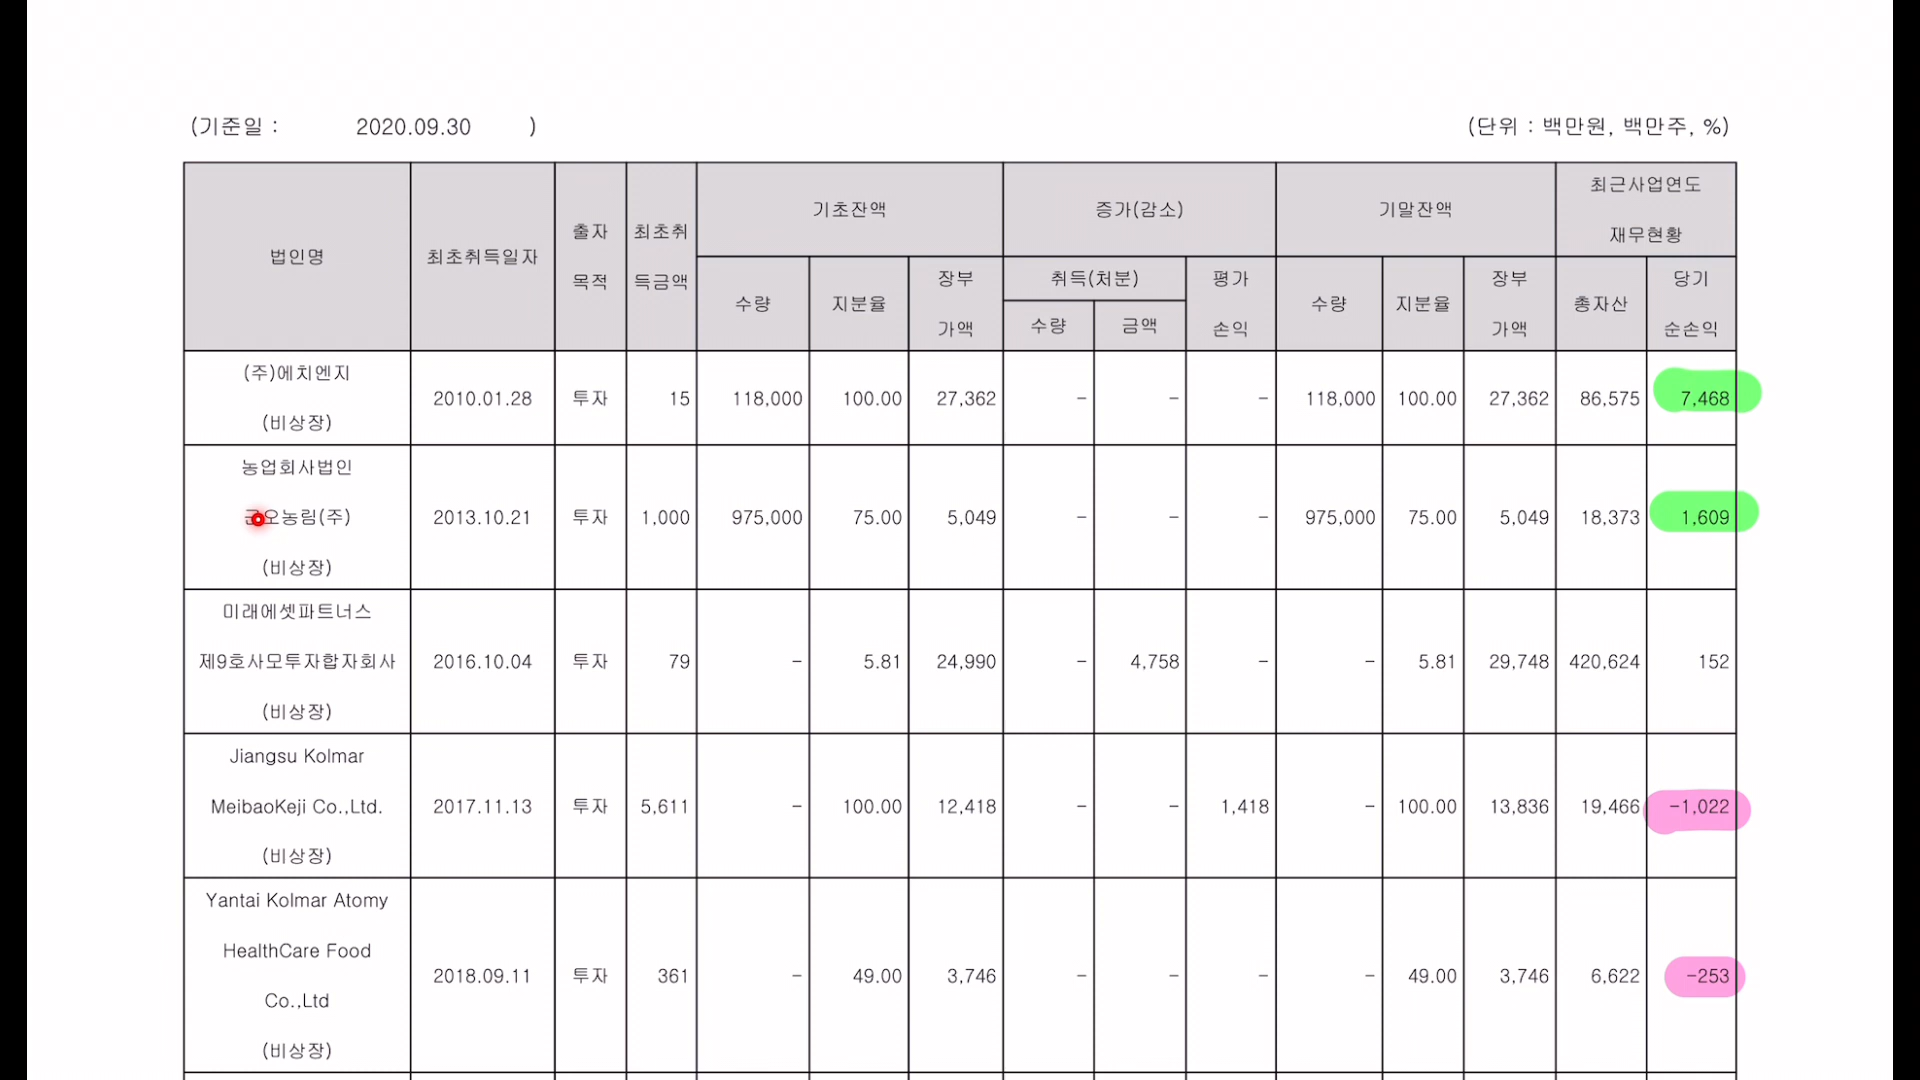 (기준일 : 2020.09.30 ) (단위 : 백만원, 백만주, %)
법인명 최초취득일자 출자 목적 최초취 득금액 기초잔액 증가(감소) 기말잔액 최근사업연도 재무현황
수량 지분율 장부 가액 취득(처분) 평가 손익 수량 지분율 장부 가액 총자산 당기 순손익
수량 금액
(주)에치엔지
2010.01.28 투자 15 118,000 100.00 27,362 - - - 118,000 100.00 27,362 86,575 7,468
(비상장)
농업회사법인
오농림(주) 2013.10.21 투자 1,000 975,000 75.00 5,049 - - - 975,000 75.00 5,049 18,373 1,609
(비상장)
미래에셋파트너스
제9호사모투자합자회사 2016.10.04 투자 79 - 5.81 24,990 - 4,758 - - 5.81 29,748 420,624 152
(비상장)
Jiangsu Kolmar
MeibaoKeji Co.,Ltd. 2017.11.13 투자 5,611 - 100.00 12,418 - - 1,418 - 100.00 13,836 19,466 -1,022
(비상장)
Yantai Kolmar Atomy
HealthCare Food
2018.09.11 투자 361 - 49.00 3,746 - - - - 49.00 3,746 6,622 -253
Co.,Ltd
(비상장)